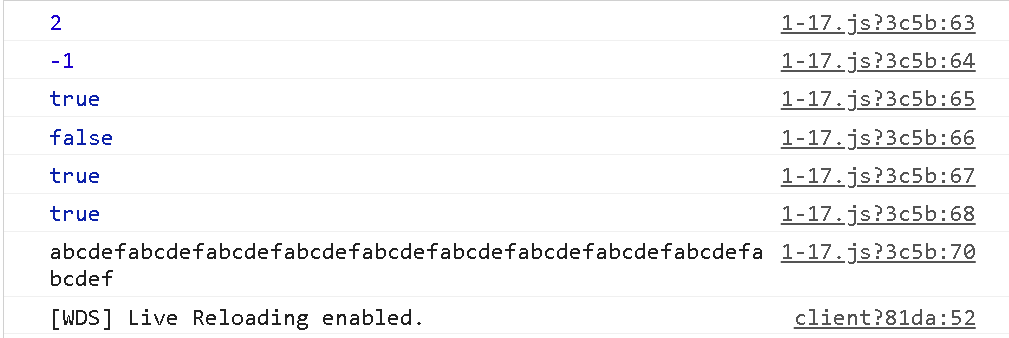 2 1-17.js?3c5b:63
-1 1-17.js?3c5b:64
true 1-17.js?3c5b:65
false 1-17.js?3c5b:66
true 1-17.js?3c5b:67
true 1-17.js?3c5b:68
abcdefabcdefabcdefabcdefabcdefabcdefabcdefabcdefabcdefa 1-17.js?3c5b:70
bcdef
[WDS] Live Reloading enabled. client?81da:52